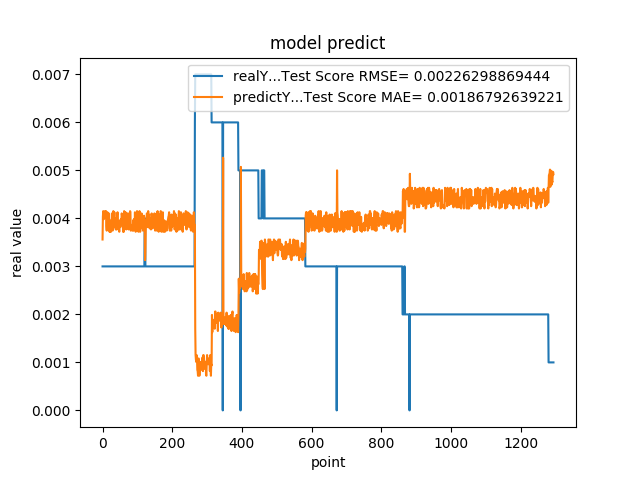 model predict
realY...Test Score RMSE= 0.00226298869444
predictY...Test Score MAE= 0.00186792639221
0.007
0.006
0.005
0.004
0.003
0.002
0.001
0.000
real value
0 200 400 600 800 1000 1200
point